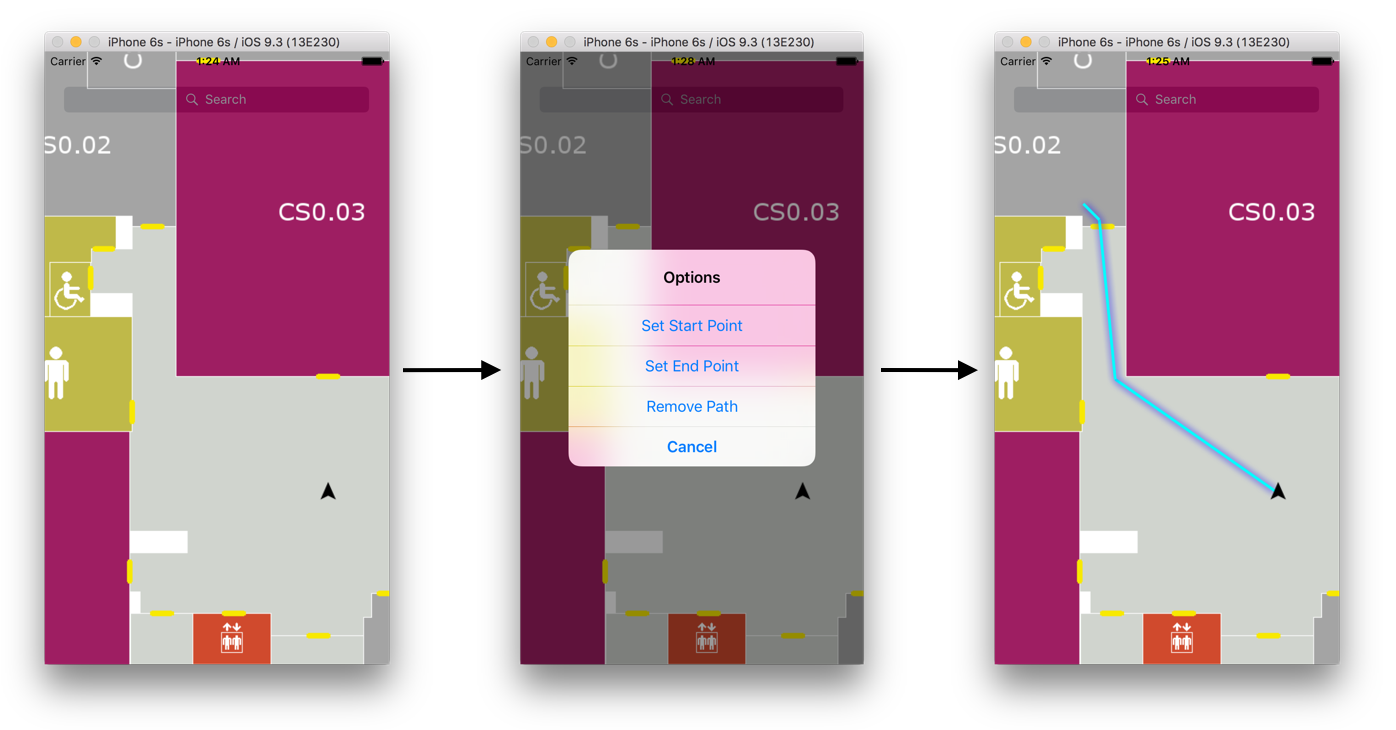 iPhone 6s - iPhone 6s / iOS 9.3 (13E230)
Carrier 1:24 AM
Search
S0.02
CS0.03
iPhone 6s - iPhone 6s / iOS 9.3 (13E230)
Carrier 1:28 AM
Search
S0.02
CS0.03
Options
Set Start Point
Set End Point
Remove Path
Cancel
iPhone 6s - iPhone 6s / iOS 9.3 (13E230)
Carrier 1:25 AM
Search
S0.02
CS0.03